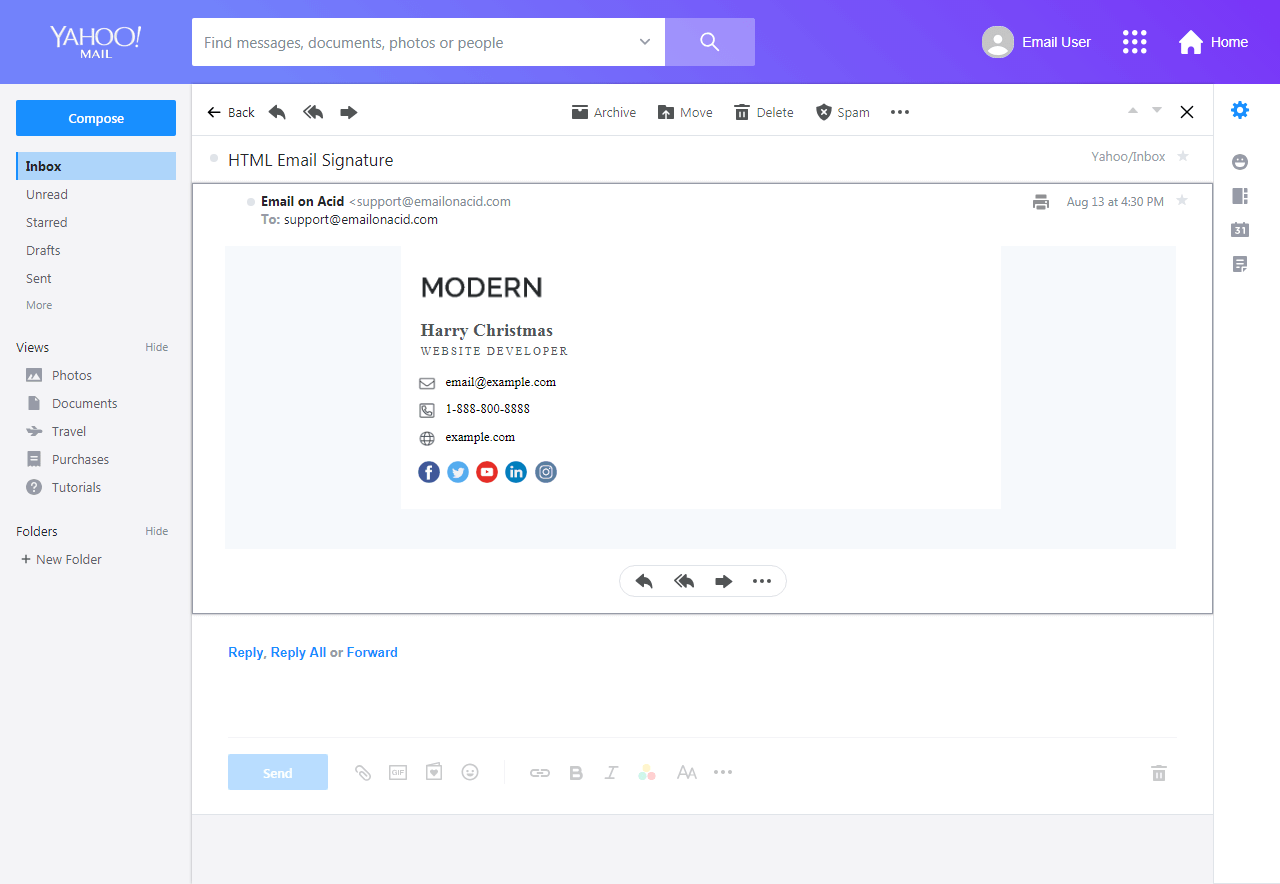 YAHOO!
MAIL
Find messages, documents, photos or people
Email User
Home
Compose
Inbox
Unread
Starred
Drafts
Sent
More
Views Hide
Photos
Documents
Travel
Purchases
Tutorials
Folders Hide
+ New Folder
Back
Archive Move Delete Spam
HTML Email Signature
Yahoo/Inbox
Email on Acid <support@emailonacid.com
Aug 13 at 4:30 PM
To: support@emailonacid.com
MODERN
Harry Christmas
WEBSITE DEVELOPER
email@example.com
1-888-800-8888
example.com
f in
Reply, Reply All or Forward
Send
GIF
B I AA
31